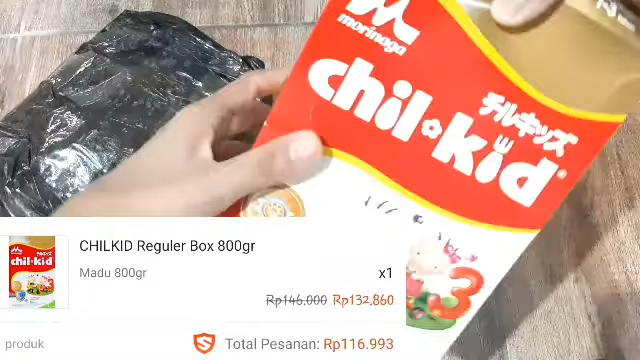 morinaga
chil·kid®
チルキッズ
3
CHILKID Reguler Box 800gr
Madu 800gr
x1
Rp146.000 Rp132,860
produk
Total Pesanan: Rp116.993